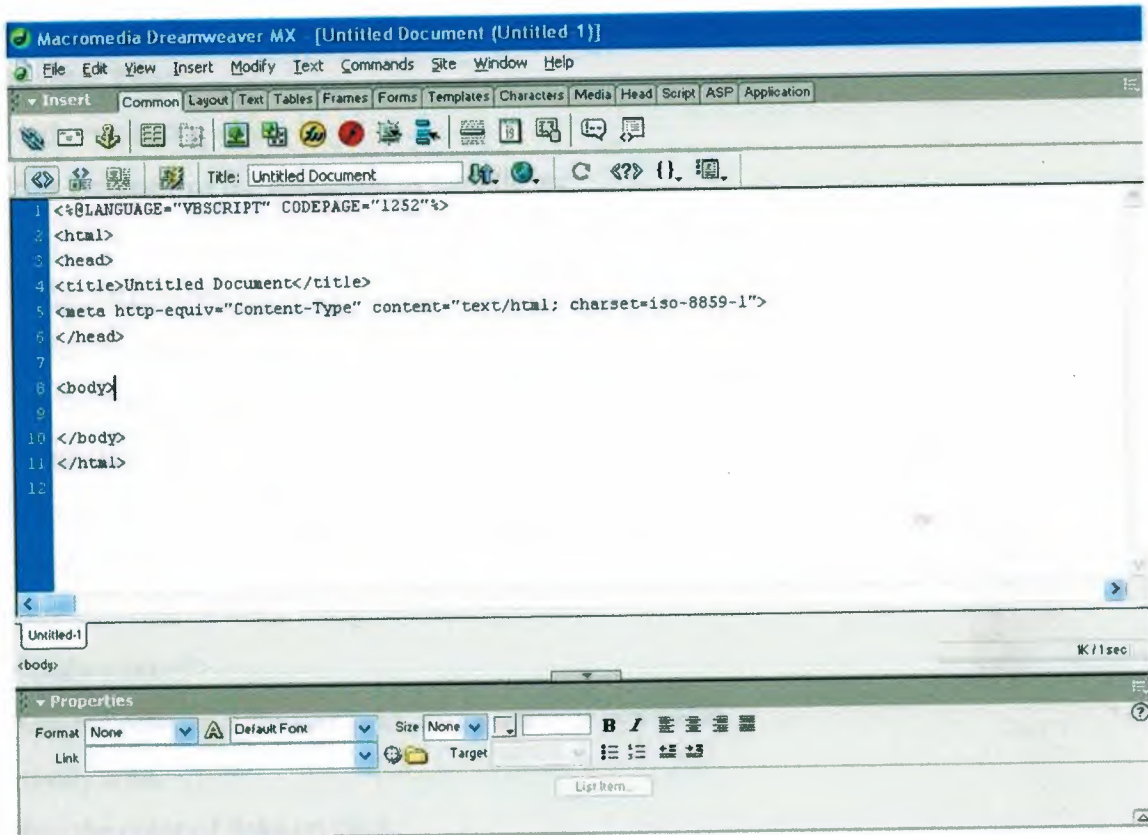 Macromedia Dreamweaver MX - [Untitled Document (Untitled-1)]
File Edit View Insert Modify Text Commands Site Window Help
Insert Common Layout Text Tables Frames Forms Templates Characters Media Head Script ASP Application
Title: Untitled Document
1 <%@LANGUAGE="VBSCRIPT" CODEPAGE="1252"%>
2 <html>
3 <head>
4 <title>Untitled Document</title>
5 <meta http-equiv="Content-Type" content="text/html; charset=iso-8859-1">
6 </head>
7
8 <body>
9
10 </body>
11 </html>
12
Untitled-1
1K / 1 sec
<body>
Properties
Format None Default Font Size None B I
Link Target
List Item...